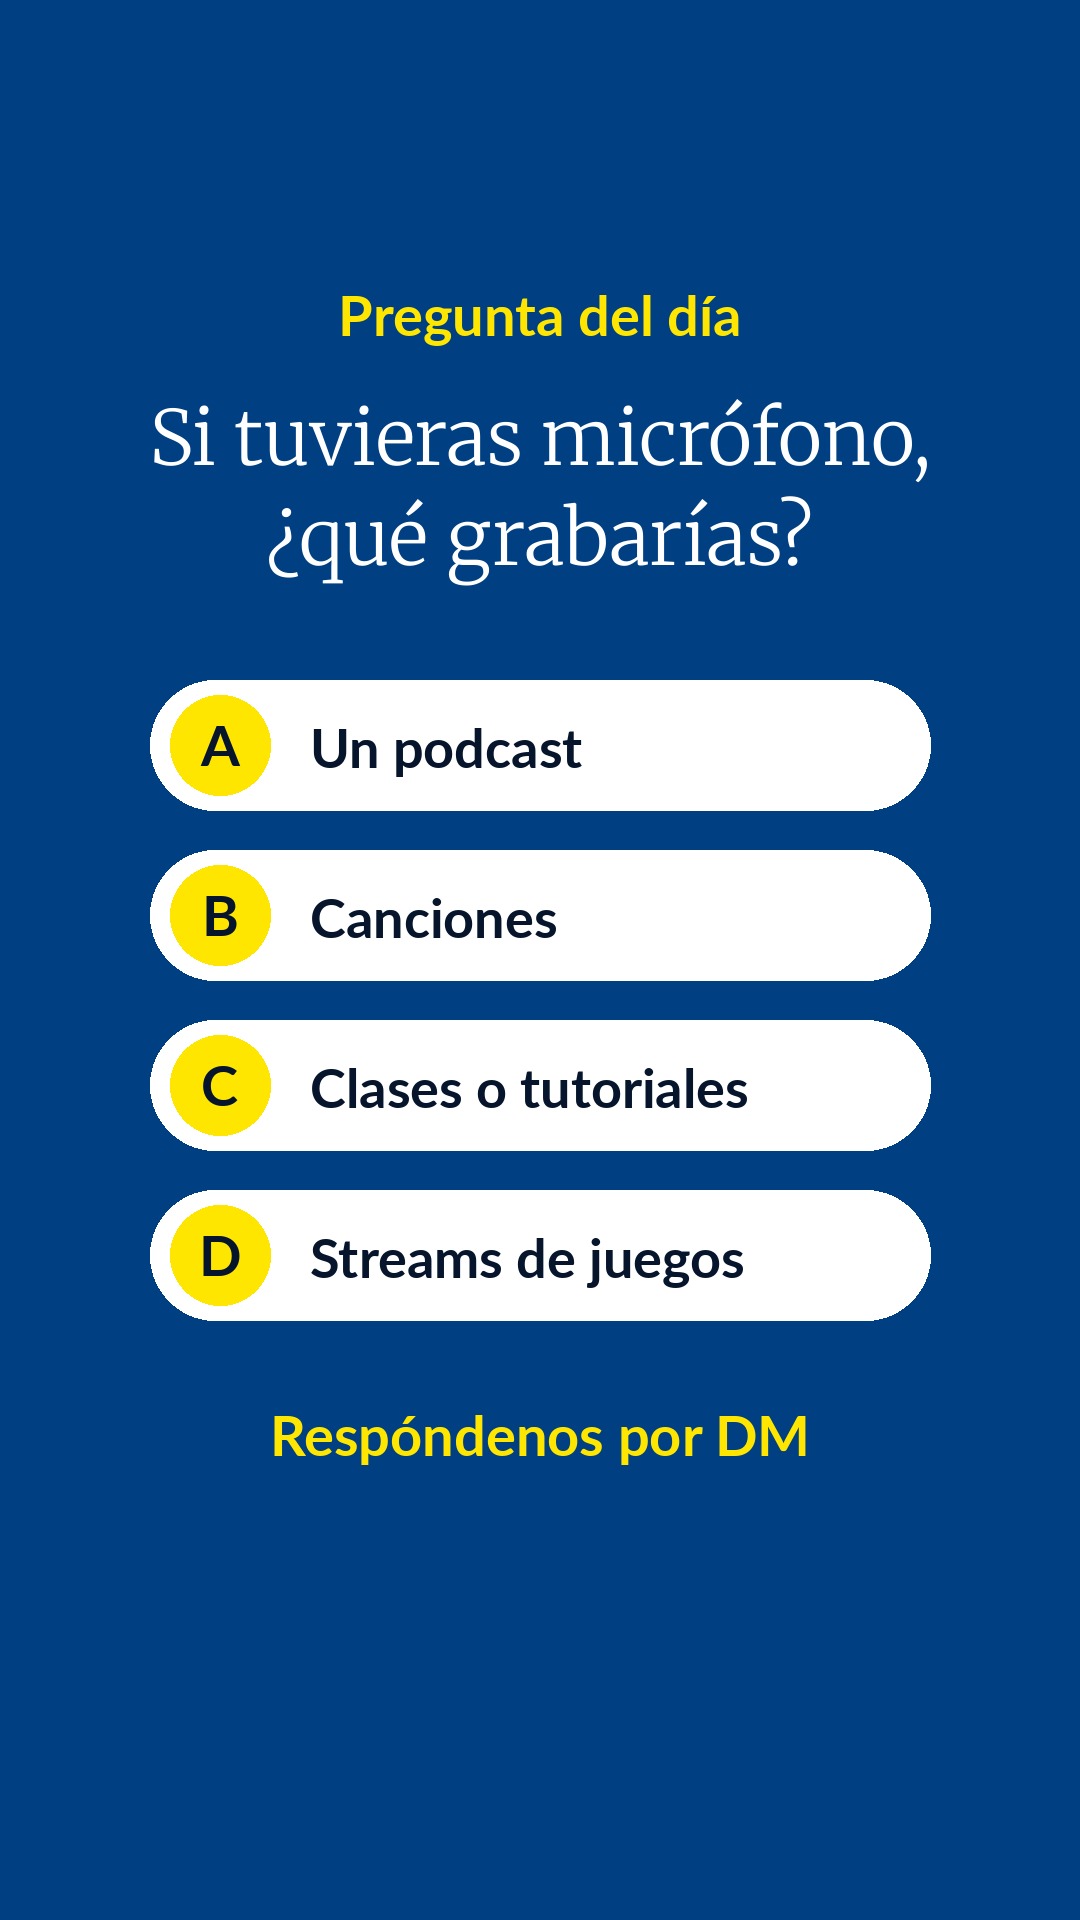 Pregunta del día
Si tuvieras micrófono,
¿qué grabarías?
A Un podcast
B Canciones
C Clases o tutoriales
D Streams de juegos
Respóndenos por DM